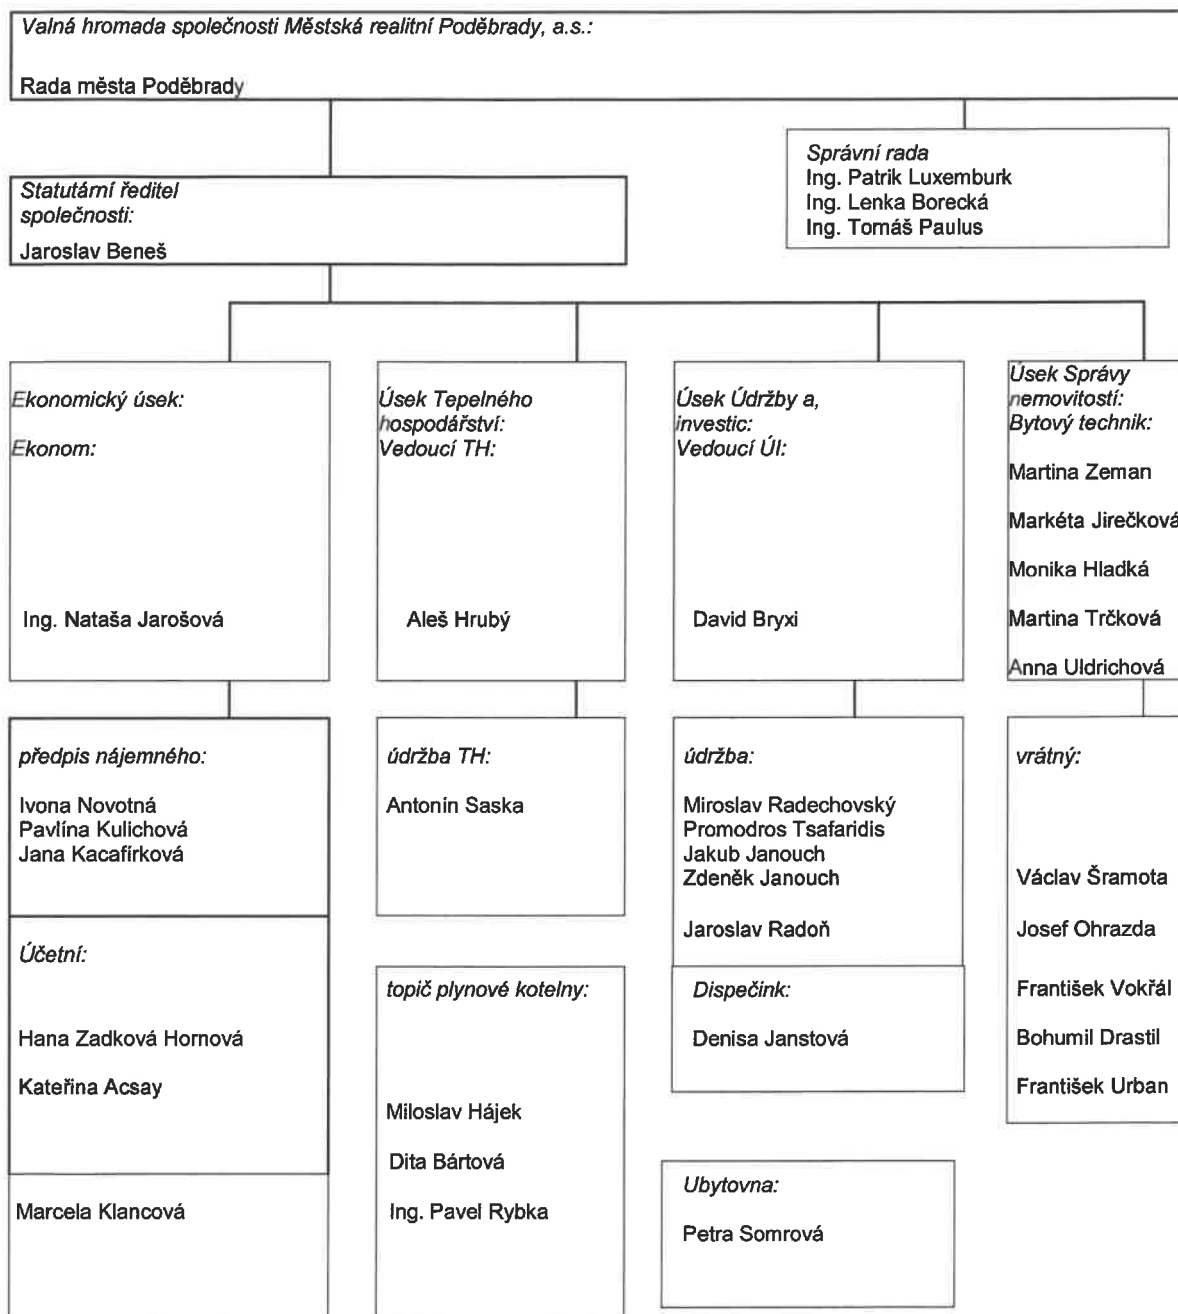 Valná hromada společnosti Městská realitní Poděbrady, a.s.:
Rada města Poděbrady
Správní rada
Ing. Patrik Luxemburk
Ing. Lenka Borecká
Ing. Tomáš Paulus
Statutární ředitel
společnosti:
Jaroslav Beneš
Ekonomický úsek:
Ekonom:
Ing. Nataša Jarošová
Úsek Tepelného
hospodářství:
Vedoucí TH:
Aleš Hrubý
Úsek Údržby a,
investic:
Vedoucí ÚI:
David Bryxi
Úsek Správy
nemovitostí:
Bytový technik:
Martina Zeman
Markéta Jirečková
Monika Hladká
Martina Trčková
Anna Uldrichová
předpis nájemného:
Ivona Novotná
Pavlína Kulichová
Jana Kacafírková
Účetní:
Hana Zadková Hornová
Kateřina Acsay
Marcela Klancová
údržba TH:
Antonín Saska
topič plynové kotelny:
Miloslav Hájek
Dita Bártová
Ing. Pavel Rybka
údržba:
Miroslav Radechovský
Promodros Tsafaridis
Jakub Janouch
Zdeněk Janouch
Jaroslav Radoň
Dispečink:
Denisa Janstová
Ubytovna:
Petra Somrová
vrátný:
Václav Šramota
Josef Ohrazda
František Vokřál
Bohumil Drastil
František Urban